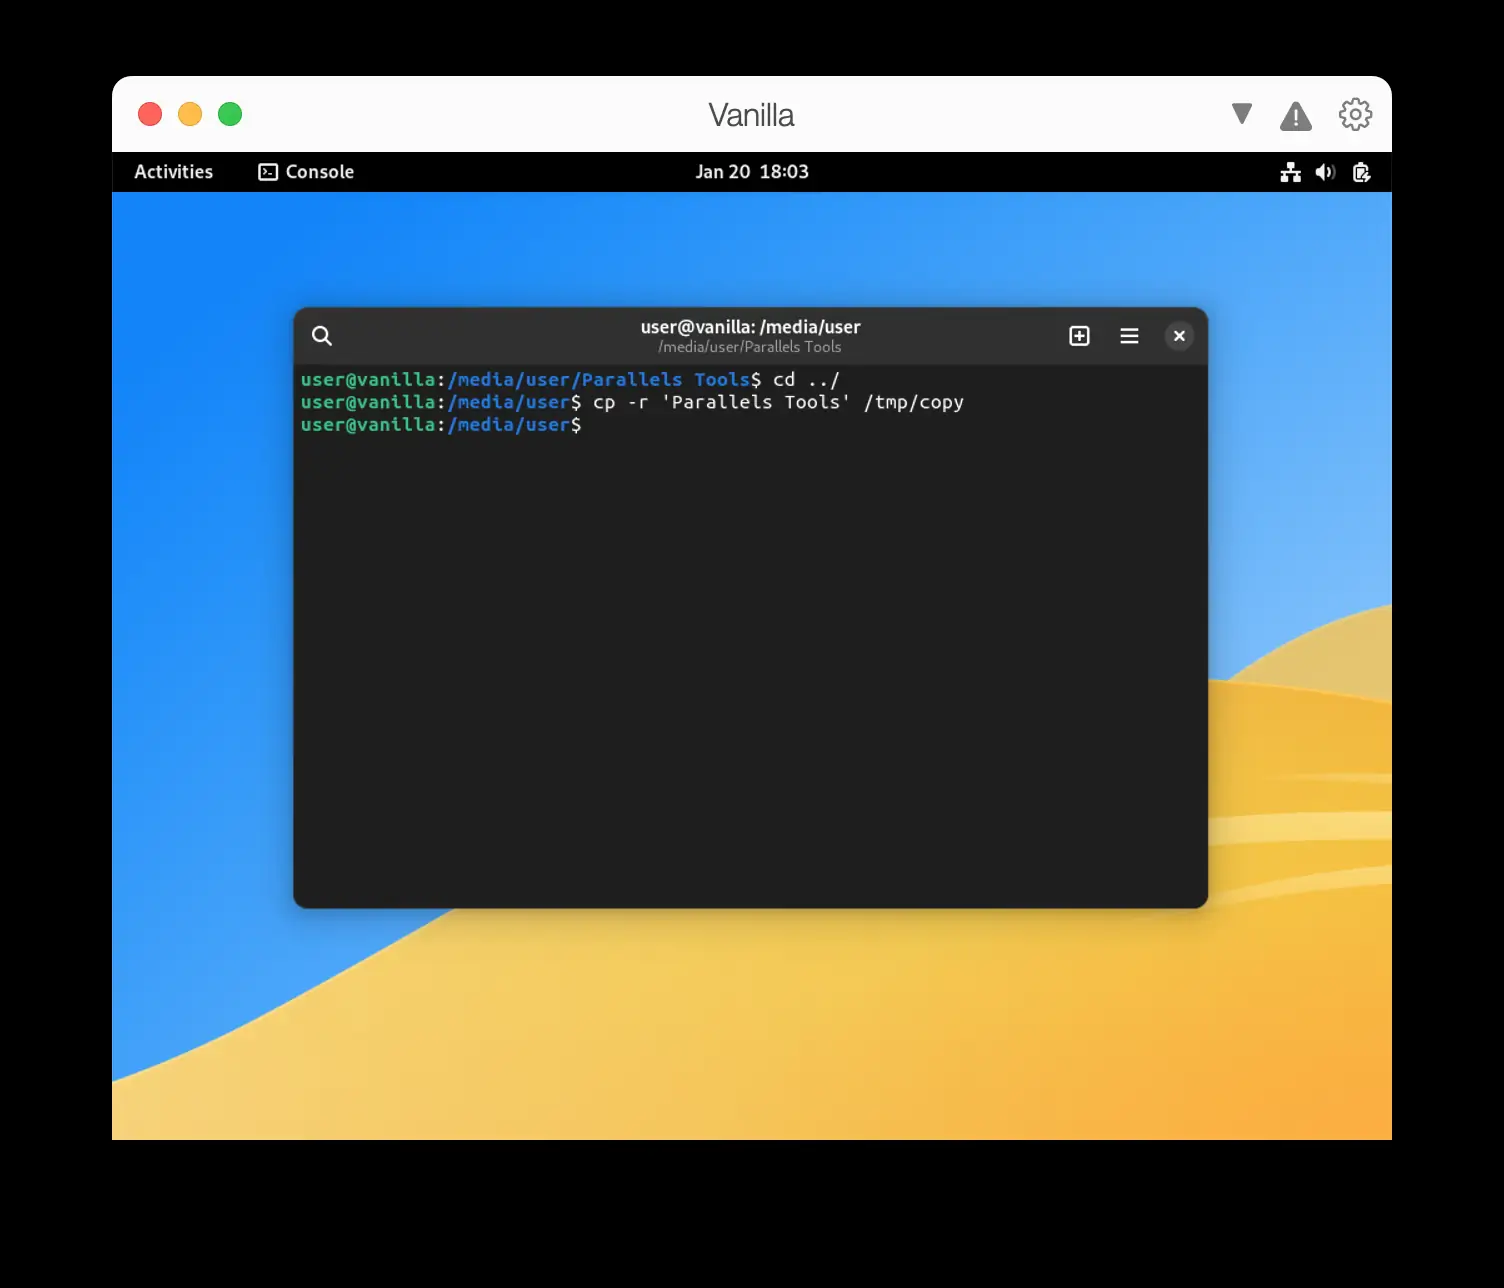 Vanilla
Activities Console Jan 20 18:03
user@vanilla: /media/user
/media/user/Parallels Tools
user@vanilla:/media/user/Parallels Tools$ cd ../
user@vanilla:/media/user$ cp -r 'Parallels Tools' /tmp/copy
user@vanilla:/media/user$